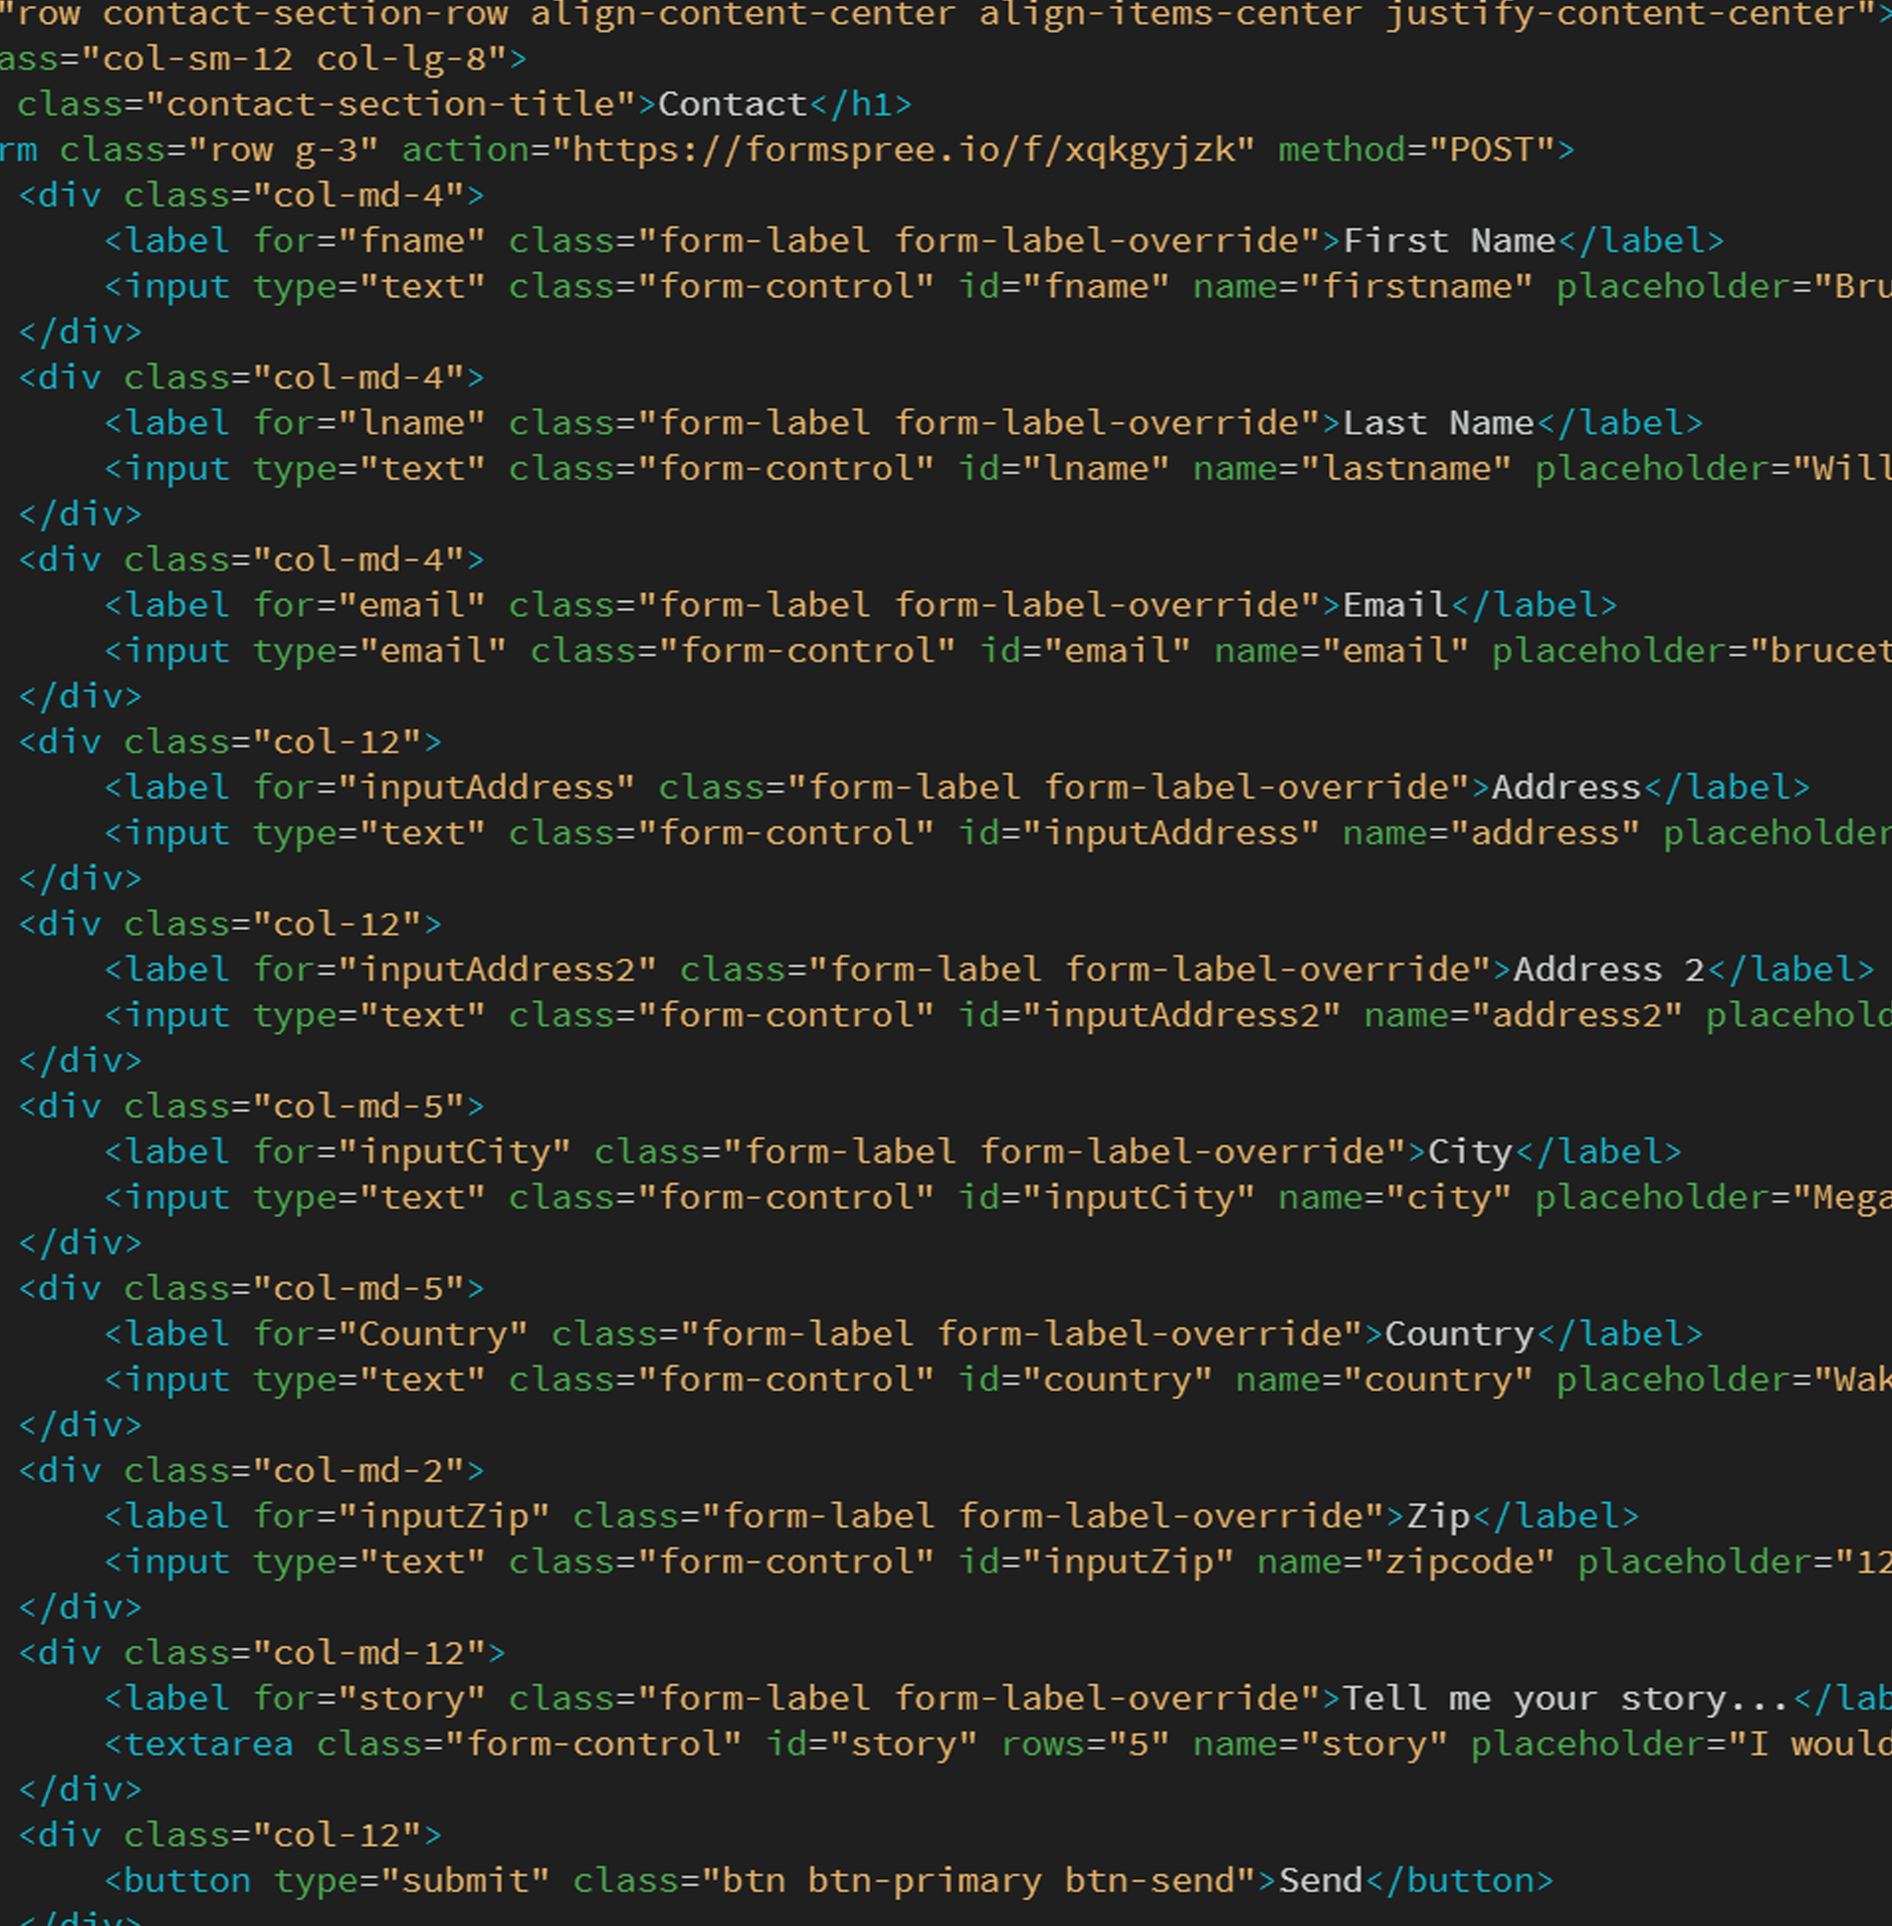 "row contact-section-row align-content-center align-items-center justify-content-center">
ass="col-sm-12 col-lg-8">
class="contact-section-title">Contact</h1>
rm class="row g-3" action="https://formspree.io/f/xqkgyjzk" method="POST">
<div class="col-md-4">
<label for="fname" class="form-label form-label-override">First Name</label>
<input type="text" class="form-control" id="fname" name="firstname" placeholder="Bru
</div>
<div class="col-md-4">
<label for="lname" class="form-label form-label-override">Last Name</label>
<input type="text" class="form-control" id="lname" name="lastname" placeholder="Will
</div>
<div class="col-md-4">
<label for="email" class="form-label form-label-override">Email</label>
<input type="email" class="form-control" id="email" name="email" placeholder="brucet
</div>
<div class="col-12">
<label for="inputAddress" class="form-label form-label-override">Address</label>
<input type="text" class="form-control" id="inputAddress" name="address" placeholder
</div>
<div class="col-12">
<label for="inputAddress2" class="form-label form-label-override">Address 2</label>
<input type="text" class="form-control" id="inputAddress2" name="address2" placehold
</div>
<div class="col-md-5">
<label for="inputCity" class="form-label form-label-override">City</label>
<input type="text" class="form-control" id="inputCity" name="city" placeholder="Mega
</div>
<div class="col-md-5">
<label for="Country" class="form-label form-label-override">Country</label>
<input type="text" class="form-control" id="country" name="country" placeholder="Wak
</div>
<div class="col-md-2">
<label for="inputZip" class="form-label form-label-override">Zip</label>
<input type="text" class="form-control" id="inputZip" name="zipcode" placeholder="12
</div>
<div class="col-md-12">
<label for="story" class="form-label form-label-override">Tell me your story...</lab
<textarea class="form-control" id="story" rows="5" name="story" placeholder="I would
</div>
<div class="col-12">
<button type="submit" class="btn btn-primary btn-send">Send</button>
</div>